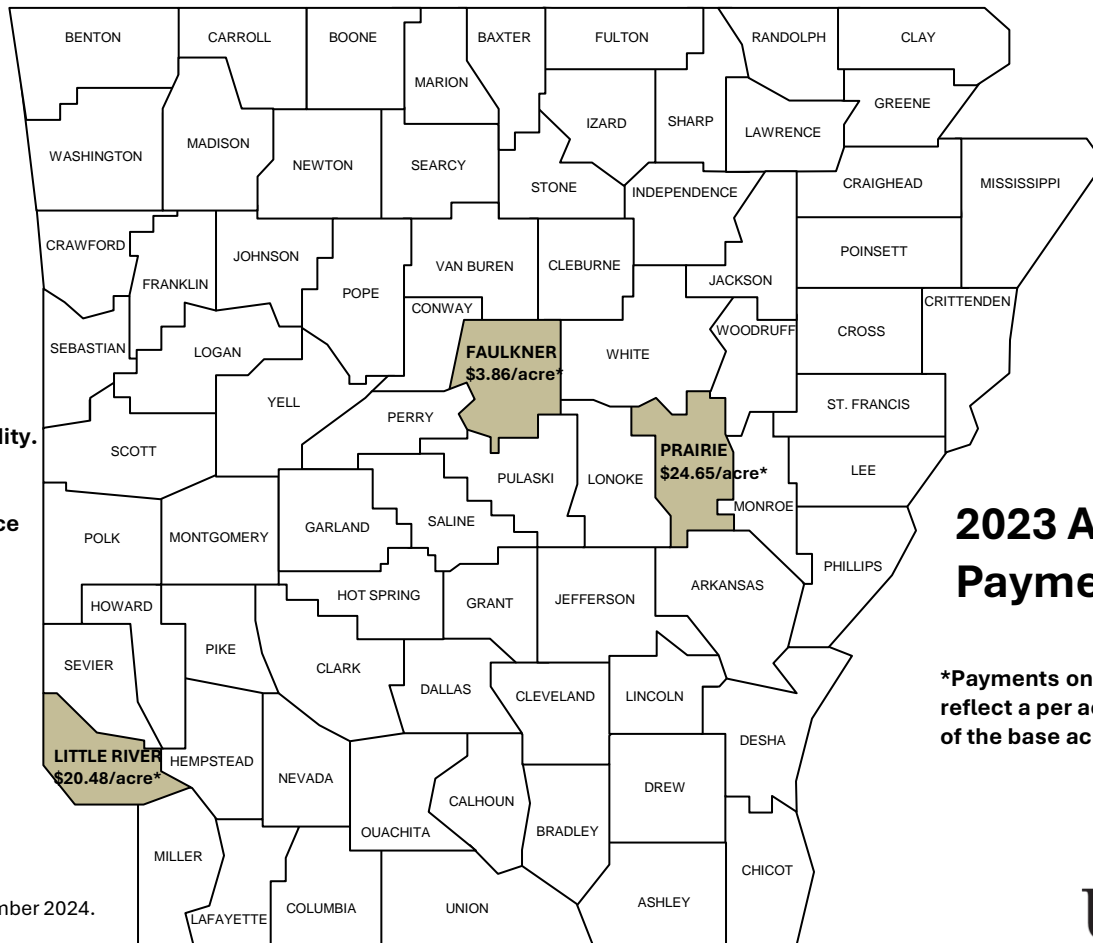 BENTON
CARROLL
BOONE
BAXTER
FULTON
RANDOLPH
CLAY
MARION
GREENE
IZARD
SHARP
LAWRENCE
WASHINGTON
MADISON
NEWTON
SEARCY
STONE
INDEPENDENCE
CRAIGHEAD
MISSISSIPPI
CRAWFORD
FRANKLIN
JOHNSON
POPE
VAN BUREN
CLEBURNE
JACKSON
POINSETT
CRITTENDEN
CONWAY
WOODRUFF
CROSS
SEBASTIAN
LOGAN
FAULKNER
$3.86/acre*
WHITE
YELL
PERRY
ST. FRANCIS
lity.
SCOTT
PULASKI
LONOKE
PRAIRIE
$24.65/acre*
LEE
MONROE
ce
POLK
MONTGOMERY
GARLAND
SALINE
2023 A
Payme
PHILLIPS
HOWARD
HOT SPRING
GRANT
JEFFERSON
ARKANSAS
SEVIER
PIKE
CLARK
DALLAS
CLEVELAND
LINCOLN
*Payments on
reflect a per a
of the base ac
DESHA
LITTLE RIVER
$20.48/acre*
HEMPSTEAD
NEVADA
OUACHITA
CALHOUN
BRADLEY
DREW
MILLER
CHICOT
mber 2024.
LAFAYETTE
COLUMBIA
UNION
ASHLEY